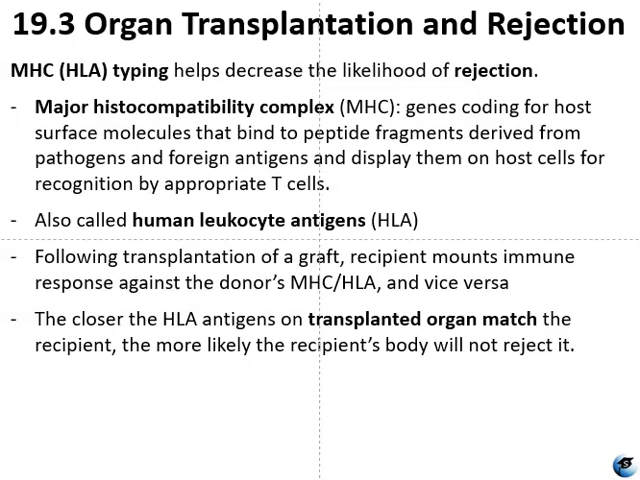 19.3 Organ Transplantation and Rejection
MHC (HLA) typing helps decrease the likelihood of rejection.
- Major histocompatibility complex (MHC): genes coding for host
surface molecules that bind to peptide fragments derived from
pathogens and foreign antigens and display them on host cells for
recognition by appropriate T cells.
- Also called human leukocyte antigens (HLA)
- Following transplantation of a graft, recipient mounts immune
response against the donor's MHC/HLA, and vice versa
- The closer the HLA antigens on transplanted organ match the
recipient, the more likely the recipient's body will not reject it.